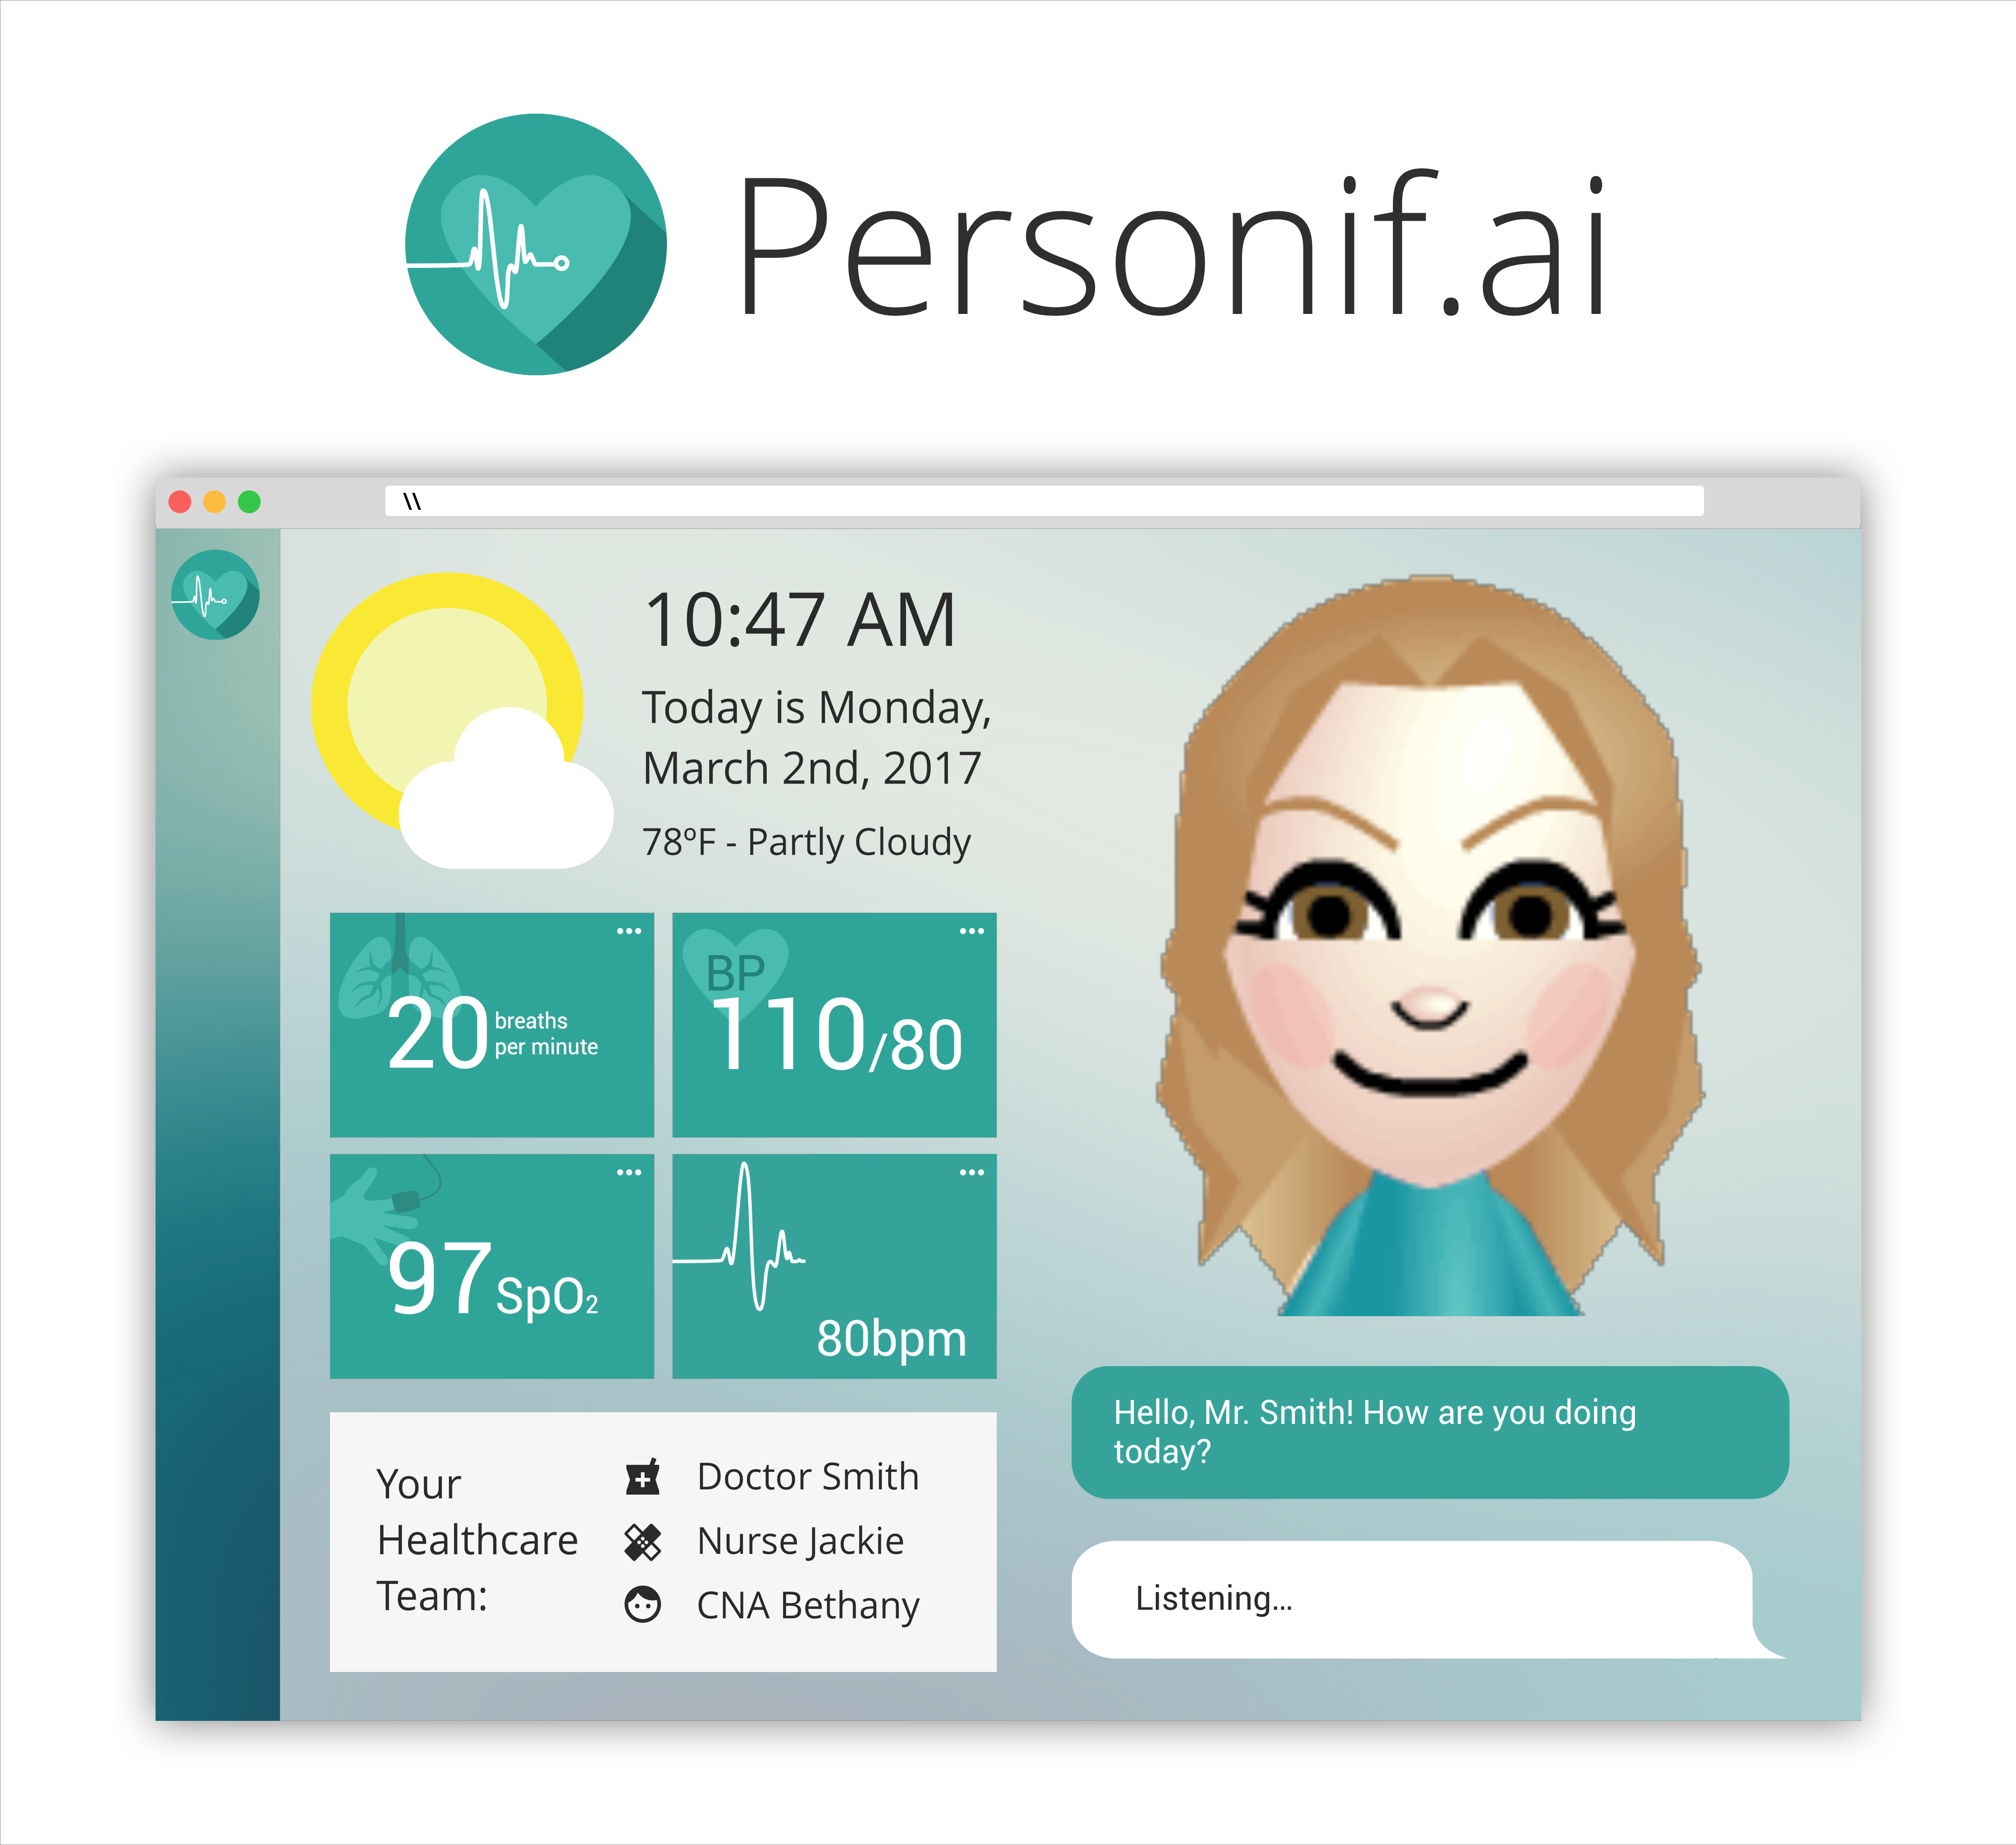 Personif.ai
\\
10:47 AM
Today is Monday,
March 2nd, 2017
78ºF - Partly Cloudy
20 breaths
per minute
BP
110/80
97 SpO2
80bpm
Your
Healthcare
Team:
Doctor Smith
Nurse Jackie
CNA Bethany
Hello, Mr. Smith! How are you doing
today?
Listening...